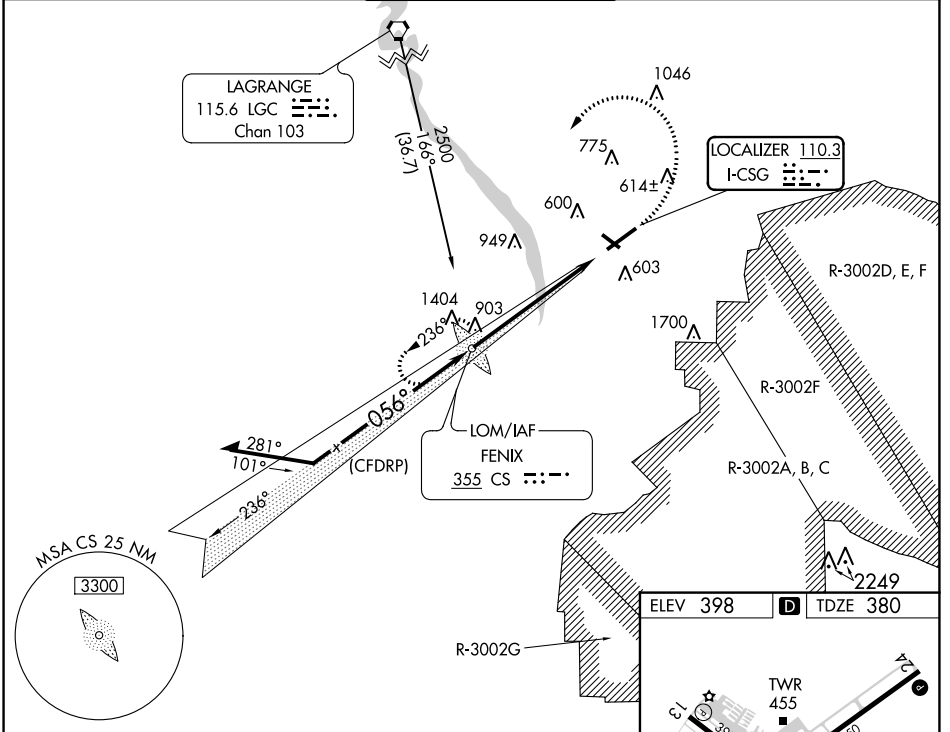 LAGRANGE
115.6 LGC
Chan 103
2500
166°
(36.7)
1046
775
614±
LOCALIZER 110.3
I-CSG
600
949
603
R-3002D, E, F
1404
903
236°
1700
R-3002F
056°
LOM/IAF
FENIX
355 CS
281°
101°
(CFDRP)
R-3002A, B, C
236°
MSA CS 25 NM
3300
2249
R-3002G
ELEV 398
D
TDZE 380
24
P
TWR
455
13
P